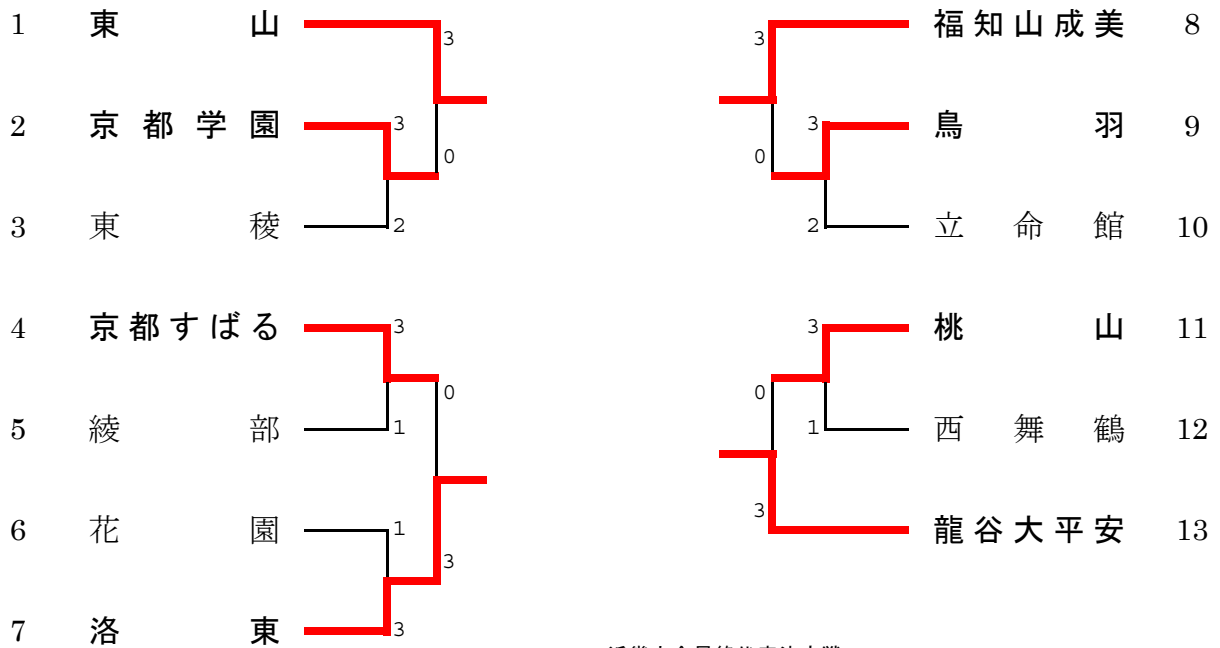 1 東山 3 3 福知山成美 8
2 京都学園 3 3 鳥羽 9
0 0
3 東稜 2 2 立命館 10
4 京都すばる 3 3 桃山 11
0 0
5 綾部 1 1 西舞鶴 12
6 花園 1 3 龍谷大平安 13
3
7 洛東 3